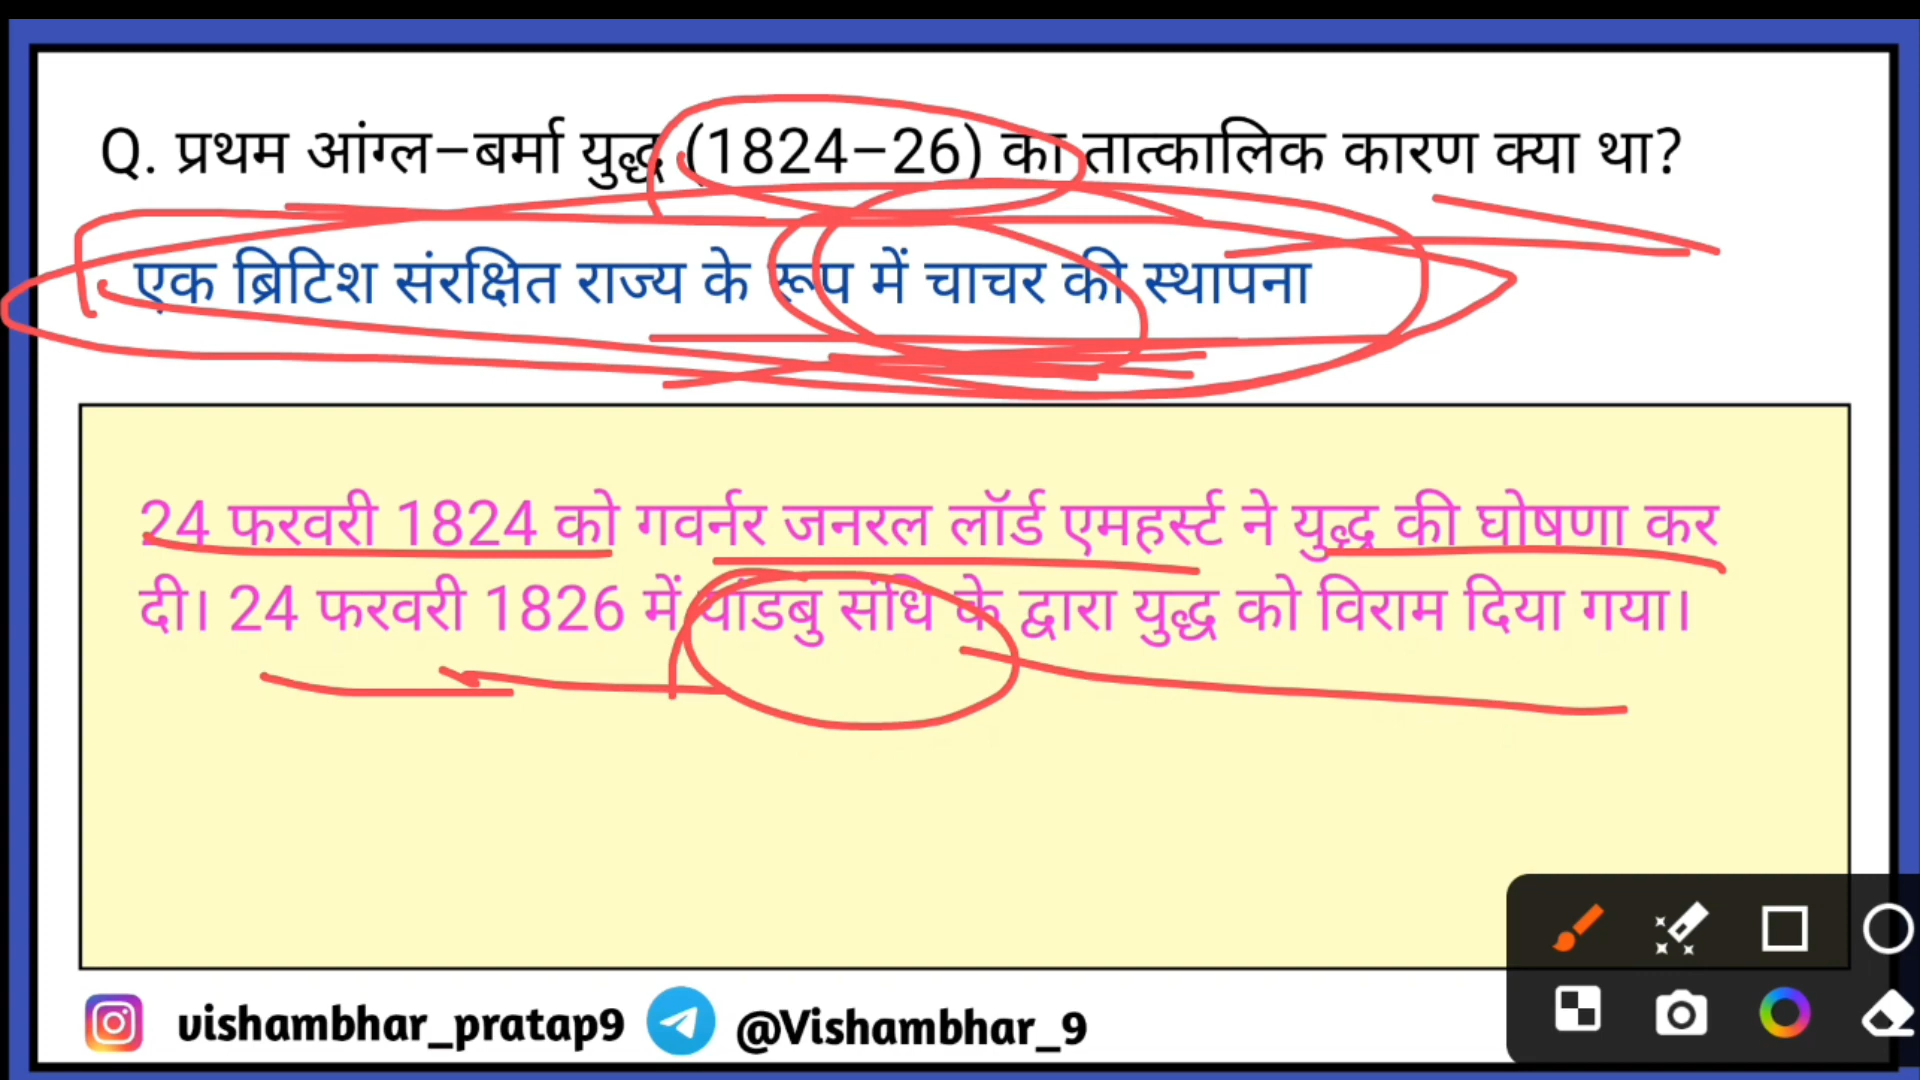 Q. प्रथम आंग्ल–बर्मा युद्ध (1824–26) का तात्कालिक कारण क्या था?
एक ब्रिटिश संरक्षित राज्य के रूप में चाचर की स्थापना
24 फरवरी 1824 को गवर्नर जनरल लॉर्ड एमहर्स्ट ने युद्ध की घोषणा कर
दी। 24 फरवरी 1826 में यांडबु संधि के द्वारा युद्ध को विराम दिया गया।
vishambhar_pratap9 @Vishambhar_9